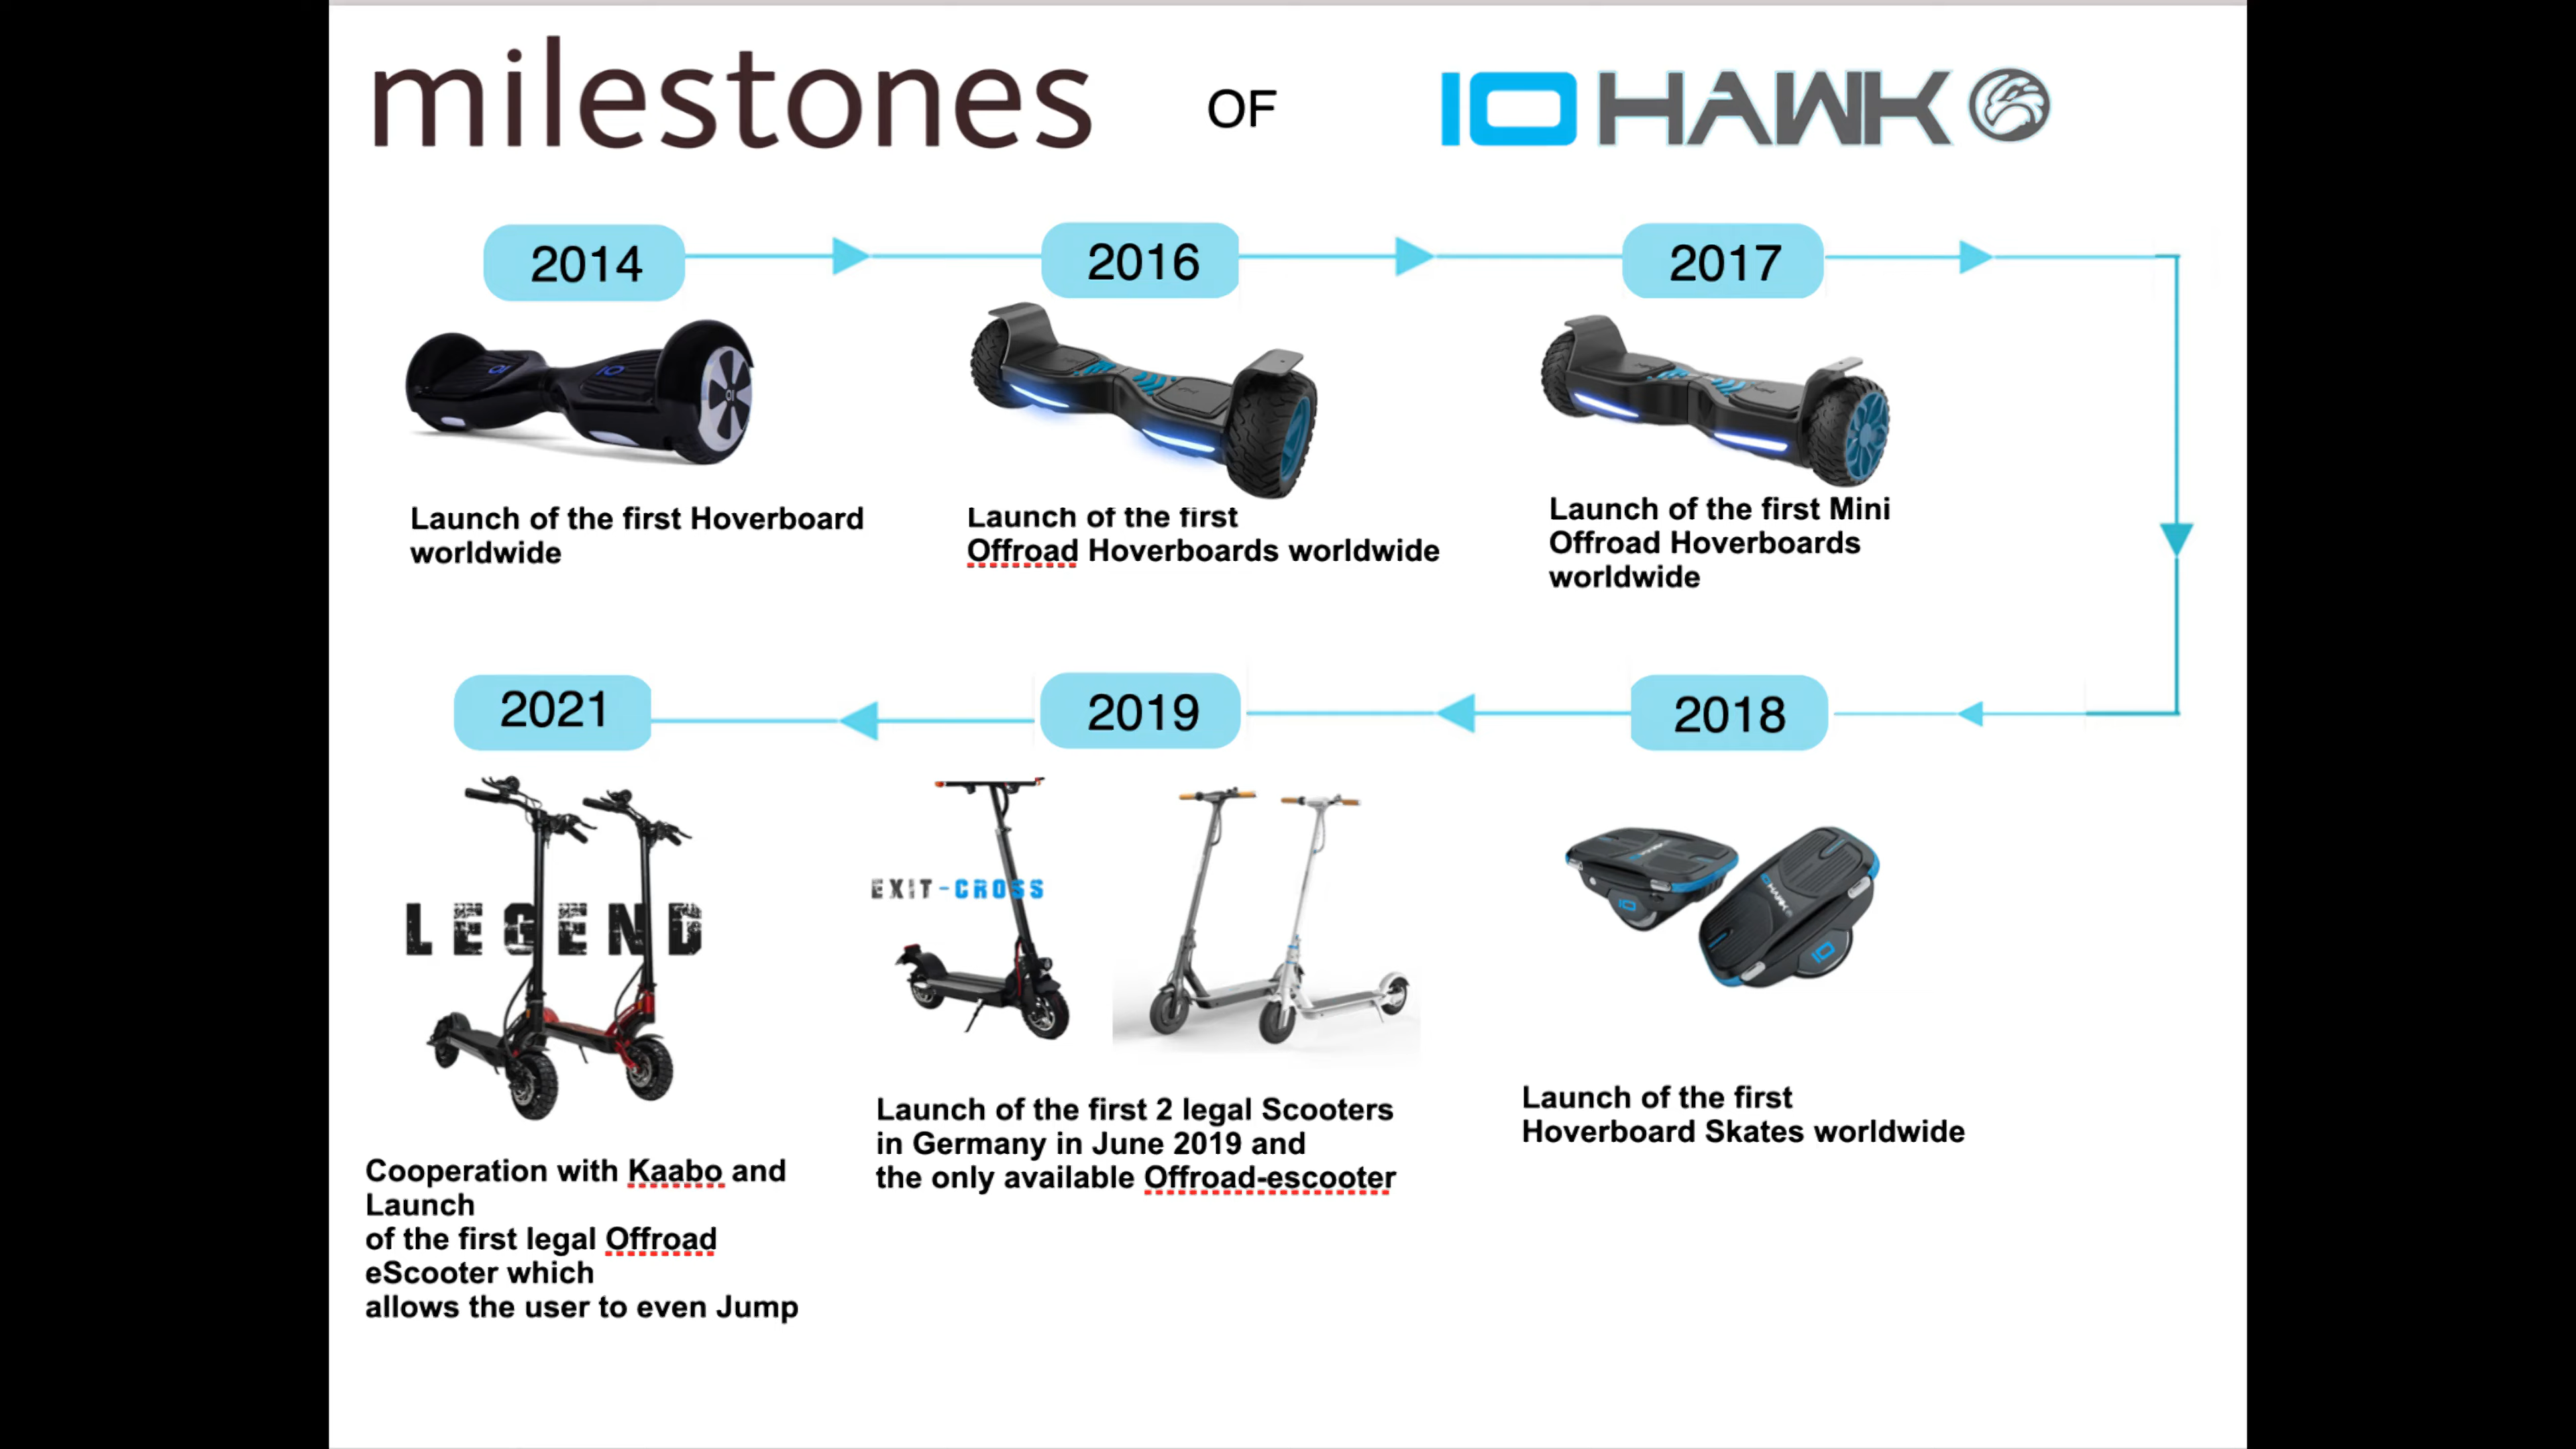 milestones OF IO HAWK
2014
2016
2017
Launch of the first Hoverboard
worldwide
Launch of the first
Offroad Hoverboards worldwide
Launch of the first Mini
Offroad Hoverboards
worldwide
2021
2019
2018
LEGEND
EXIT-CROSS
IO HAWK
IO
IO
Cooperation with Kaabo and
Launch
of the first legal Offroad
eScooter which
allows the user to even Jump
Launch of the first 2 legal Scooters
in Germany in June 2019 and
the only available Offroad-escooter
Launch of the first
Hoverboard Skates worldwide